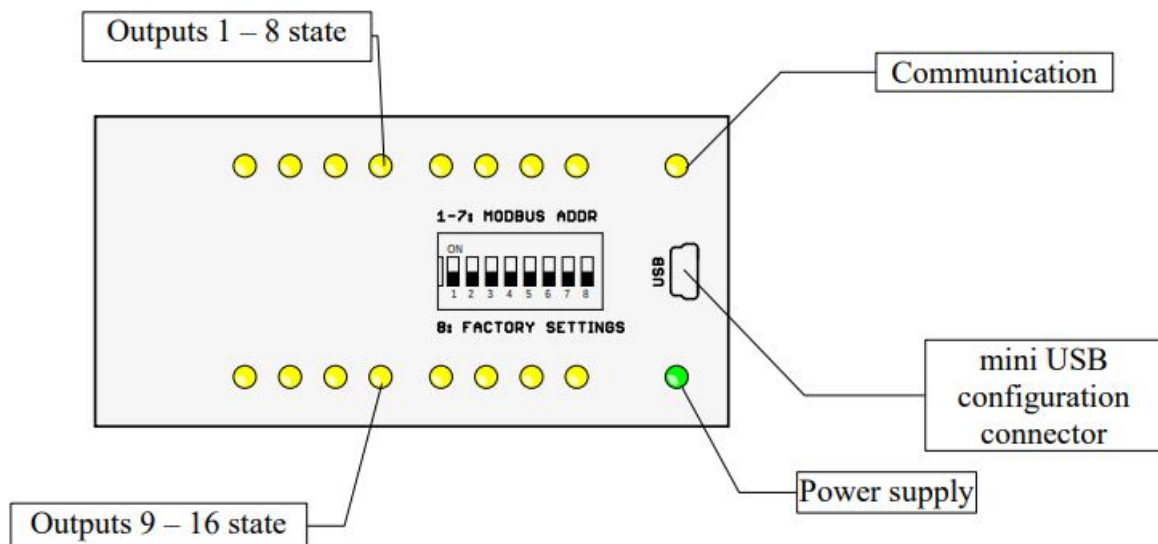 Outputs 1 – 8 state
Communication
1-7: MODBUS ADDR
ON
1 2 3 4 5 6 7 8
USB
8: FACTORY SETTINGS
mini USB
configuration
connector
Power supply
Outputs 9 – 16 state